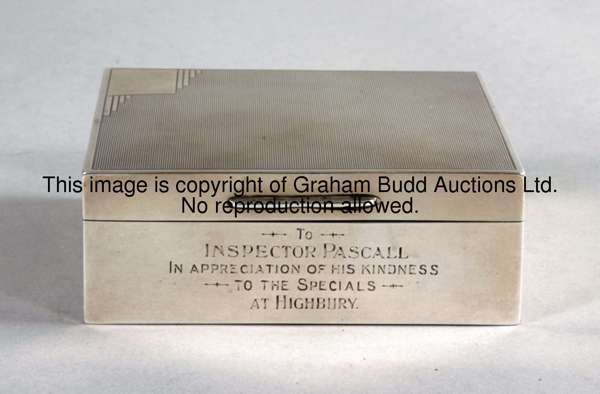 This image is copyright of Graham Budd Auctions Ltd.
No reproduction allowed.
To
INSPECTOR PASCALL
IN APPRECIATION OF HIS KINDNESS
TO THE SPECIALS
AT HIGHBURY.